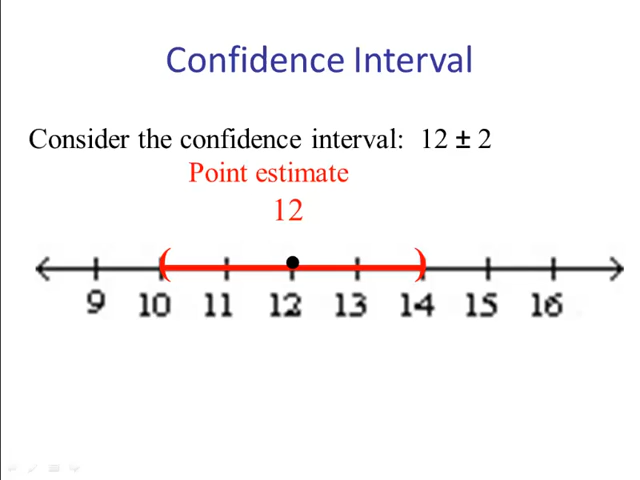 Confidence Interval
Consider the confidence interval: 12 ± 2
Point estimate
12
9 10 11 12 13 14 15 16